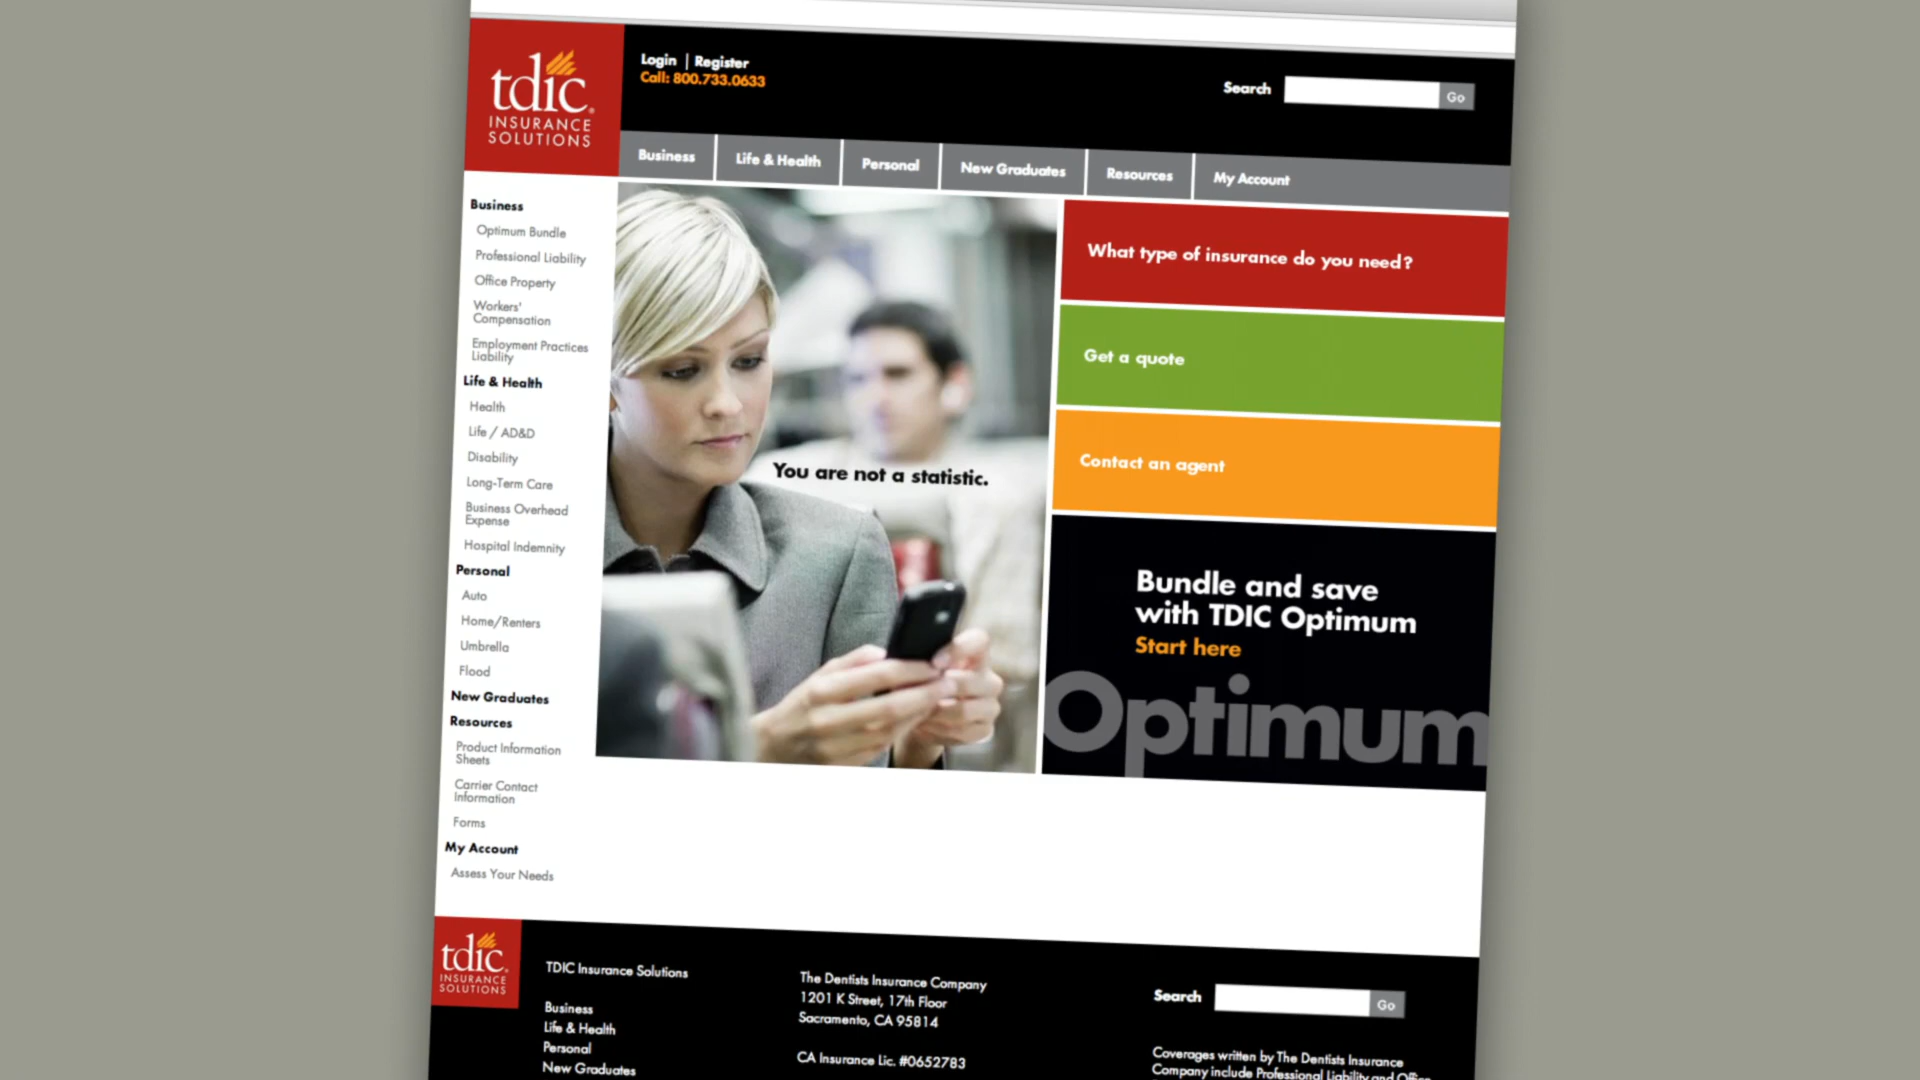 tdic
INSURANCE
SOLUTIONS
Login | Register
Call: 800.733.0633
Search
Go
Business
Life & Health
Personal
New Graduates
Resources
My Account
Business
Optimum Bundle
Professional Liability
Office Property
Workers'
Compensation
Employment Practices
Liability
Life & Health
Health
Life / AD&D
Disability
Long-Term Care
Business Overhead
Expense
Hospital Indemnity
Personal
Auto
Home/Renters
Umbrella
Flood
New Graduates
Resources
Product Information
Sheets
Carrier Contact
Information
Forms
My Account
Assess Your Needs
You are not a statistic.
What type of insurance do you need?
Get a quote
Contact an agent
Bundle and save
with TDIC Optimum
Start here
Optimum
tdic
INSURANCE
SOLUTIONS
TDIC Insurance Solutions
Business
Life & Health
Personal
New Graduates
The Dentists Insurance Company
1201 K Street, 17th Floor
Sacramento, CA 95814
CA Insurance Lic. #0652783
Search
Go
Coverages written by The Dentists Insurance
Company include Professional Liability and Office